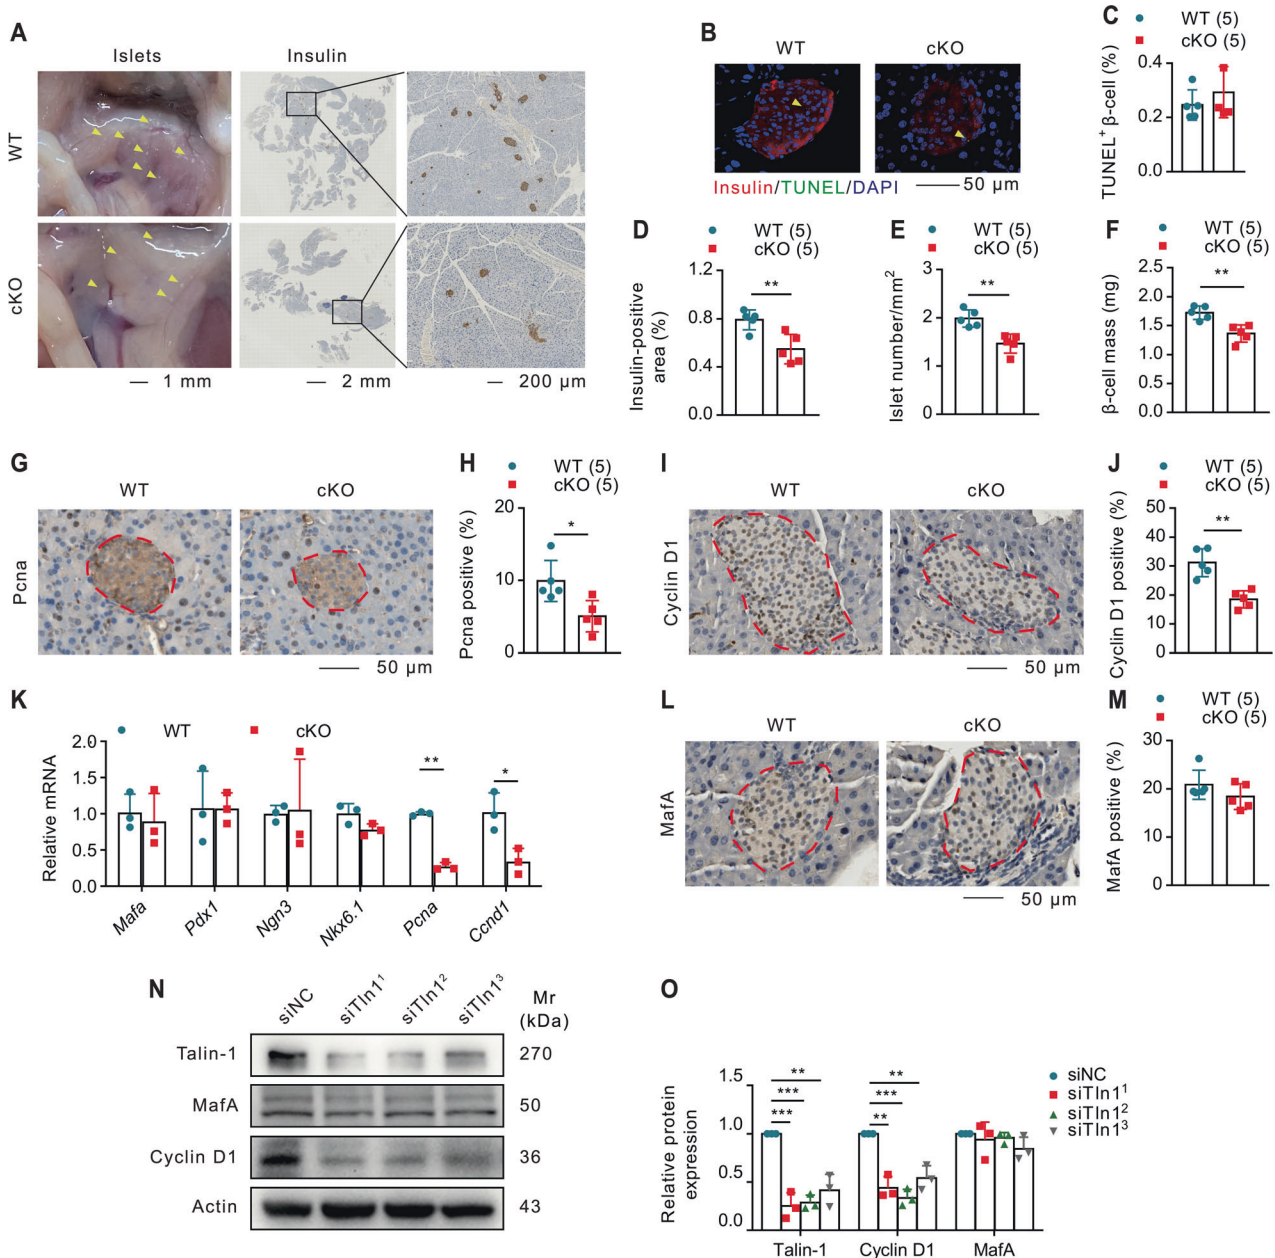 A
Islets
Insulin
WT
cKO
1 mm
2 mm
200 µm
B
WT
cKO
Insulin/TUNEL/DAPI
50 µm
C
WT (5)
cKO (5)
TUNEL+ β-cell (%)
0.4
0.2
0.0
D
WT (5)
cKO (5)
Insulin-positive
area (%)
1.2
0.8
0.4
0.0
**
E
WT (5)
cKO (5)
Islet number/mm²
3
2
1
0
**
F
WT (5)
cKO (5)
β-cell mass (mg)
2.5
2.0
1.5
1.0
0.5
0.0
**
G
WT
cKO
Pcna
50 µm
H
WT (5)
cKO (5)
Pcna positive (%)
20
10
0
*
I
WT
cKO
Cyclin D1
50 µm
J
WT (5)
cKO (5)
Cyclin D1 positive (%)
50
40
30
20
10
0
**
K
WT
cKO
Relative mRNA
2.0
1.5
1.0
0.5
0.0
**
*
Mafa
Pdx1
Ngn3
Nkx6.1
Pcna
Ccnd1
L
WT
cKO
MafA
50 µm
M
WT (5)
cKO (5)
MafA positive (%)
30
20
10
0
N
siNC
siTln1¹
siTln1²
siTln1³
Mr
(kDa)
Talin-1
270
MafA
50
Cyclin D1
36
Actin
43
O
siNC
siTln1¹
siTln1²
siTln1³
Relative protein
expression
1.5
1.0
0.5
0.0
**
***
***
**
***
**
Talin-1
Cyclin D1
MafA